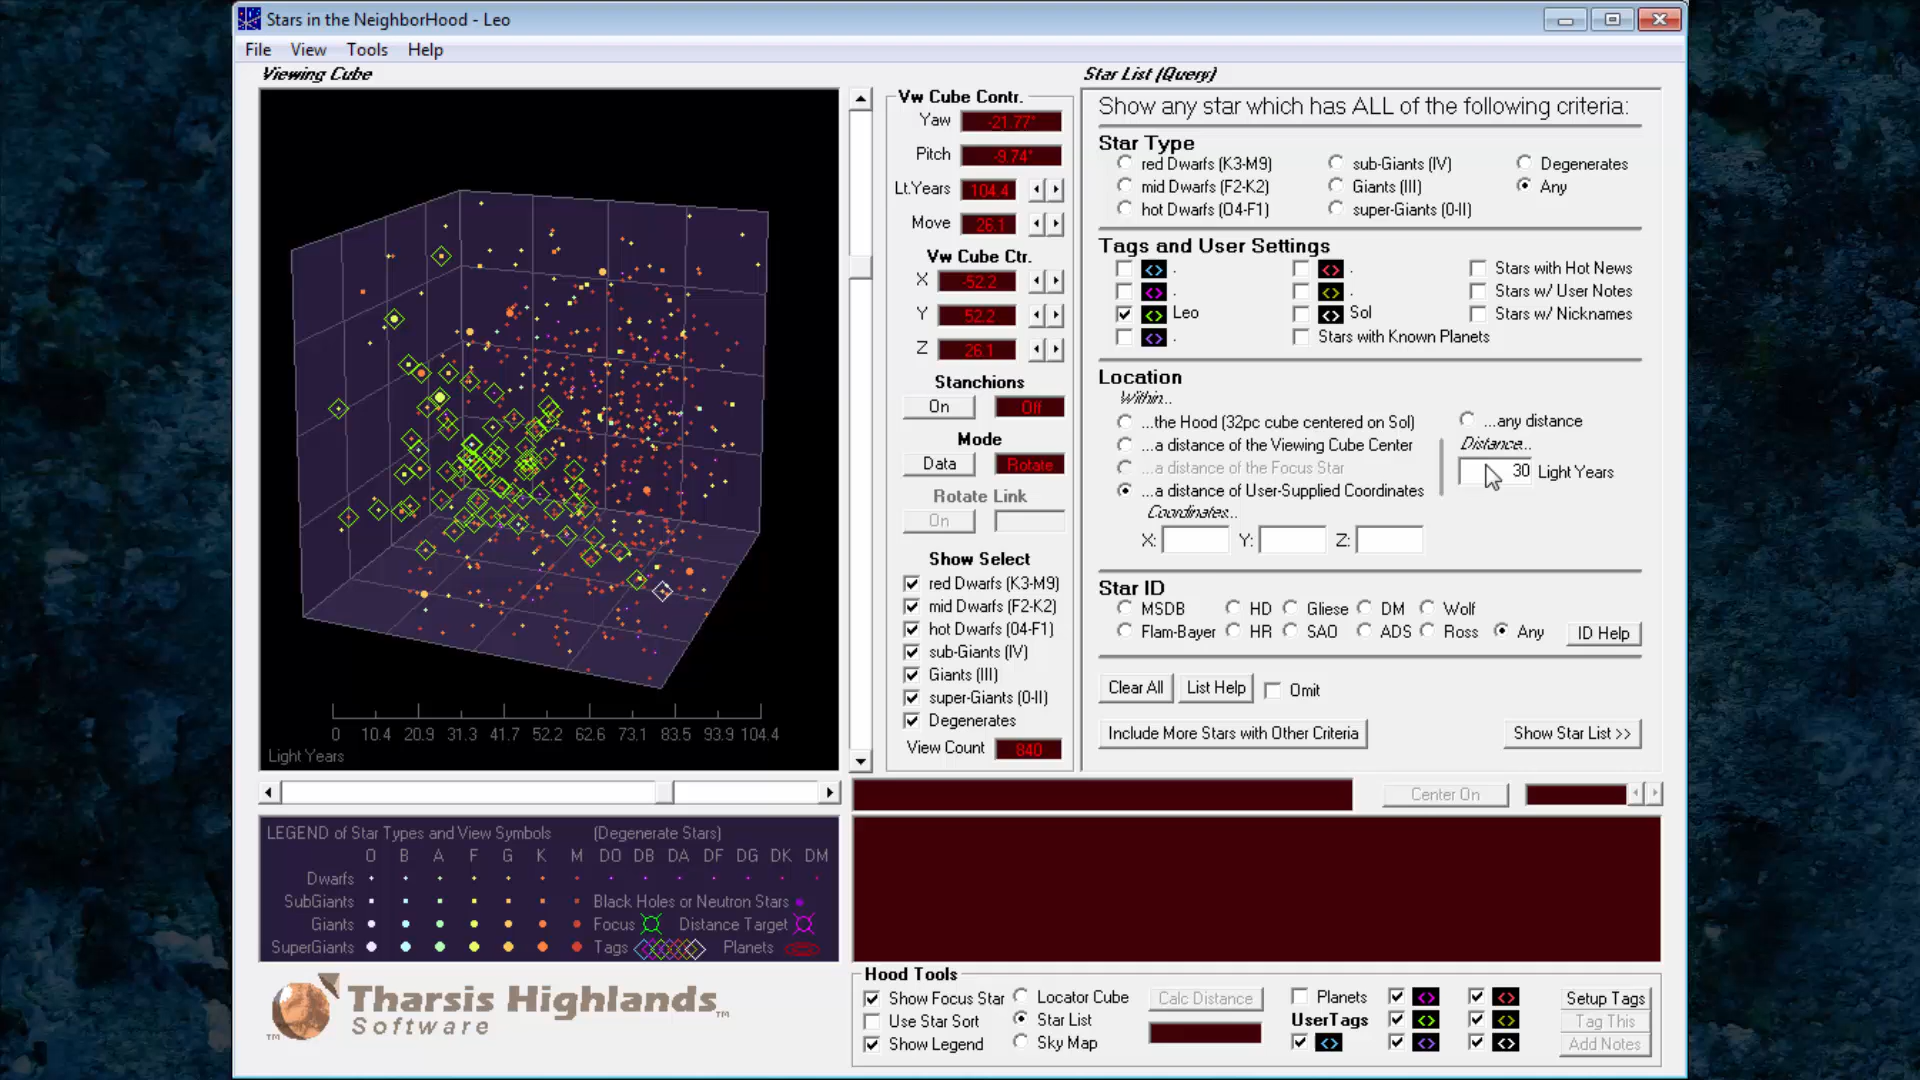 Stars in the NeighborHood - Leo
File View Tools Help
Viewing Cube
0 10.4 20.9 31.3 41.7 52.2 62.6 73.1 83.5 93.9 104.4
Light Years
Vw Cube Contr.
Yaw -21.77°
Pitch -9.74°
Lt.Years 104.4
Move 26.1
Vw Cube Ctr.
X -52.2
Y 52.2
Z 26.1
Stanchions
On Off
Mode
Data Rotate
Rotate Link
On
Show Select
red Dwarfs (K3-M9)
mid Dwarfs (F2-K2)
hot Dwarfs (04-F1)
sub-Giants (IV)
Giants (III)
super-Giants (0-II)
Degenerates
View Count 840
Star List (Query)
Show any star which has ALL of the following criteria:
Star Type
red Dwarfs (K3-M9) sub-Giants (IV) Degenerates
mid Dwarfs (F2-K2) Giants (III) Any
hot Dwarfs (O4-F1) super-Giants (0-II)
Tags and User Settings
<> . <> . Stars with Hot News
<> . <> . Stars w/ User Notes
<> Leo <> Sol Stars w/ Nicknames
<> . Stars with Known Planets
Location
Within...
...the Hood (32pc cube centered on Sol) ...any distance
...a distance of the Viewing Cube Center Distance...
...a distance of the Focus Star 30 Light Years
...a distance of User-Supplied Coordinates
Coordinates...
X: Y: Z:
Star ID
MSDB HD Gliese DM Wolf
Flam-Bayer HR SAO ADS Ross Any ID Help
Clear All List Help Omit
Include More Stars with Other Criteria Show Star List >>
Center On
LEGEND of Star Types and View Symbols (Degenerate Stars)
O B A F G K M DO DB DA DF DG DK DM
Dwarfs
SubGiants Black Holes or Neutron Stars
Giants Focus Distance Target
SuperGiants Tags Planets
Tharsis Highlands TM
TM Software
Hood Tools
Show Focus Star Locator Cube Calc Distance Planets <> <> Setup Tags
Use Star Sort Star List UserTags <> <> Tag This
Show Legend Sky Map <> <> <> Add Notes